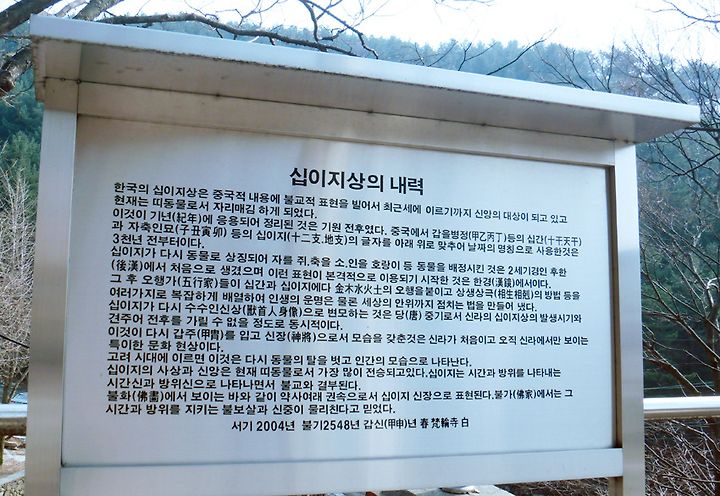 십이지상의 내력
한국의 십이지상은 중국적 내용에 불교적 표현을 빌어서 최근세에 이르기까지 신앙의 대상이 되고 있고
현재는 띠동물로서 자리매김 하게 되었다.
이것이 기년(紀年)에 응용되어 정리된 것은 기원 전후였다. 중국에서 갑을병정(甲乙丙丁)등의 십간(十干天干)
과 자축인묘(子丑寅卯) 등의 십이지(十二支.地支)의 글자를 아래 위로 맞추어 날짜의 명칭으로 사용한것은
3천년 전부터이다.
십이지가 다시 동물로 상징되어 자를 쥐.축을 소.인을 호랑이 등 동물을 배정시킨 것은 2세기경인 후한
(後漢)에서 처음으로 생겼으며 이런 표현이 본격적으로 이용되기 시작한 것은 한경(漢鏡)에서이다.
그 후 오행가(五行家)들이 십간과 십이지에다 金木水火土의 오행을붙이고 상생상극(相生相剋)의 방법 등을
여러가지로 복잡하게 배열하여 인생의 운명은 물론 세상의 안위까지 점치는 법을 만들어 냈다.
십이지가 다시 수수인신상(獸首人身像)으로 변모하는 것은 당(唐) 중기로서 신라의 십이지상의 발생시기와
견주어 전후를 가릴 수 없을 정도로 동시적이다.
이것이 다시 갑주(甲胄)를 입고 신장(神將)으로서 모습을 갖춘것은 신라가 처음이고 오직 신라에서만 보이는
특이한 문화 현상이다.
고려 시대에 이르면 이것은 다시 동물의 탈을 벗고 인간의 모습으로 나타난다.
십이지의 사상과 신앙은 현재 띠동물로서 가장 많이 전승되고있다.십이지는 시간과 방위를 나타내는
시간신과 방위신으로 나타나면서 불교와 결부된다.
불화(佛畵)에서 보이는 바와 같이 약사여래 권속으로서 십이지 신장으로 표현된다.불가(佛家)에서는 그
시간과 방위를 지키는 불보살과 신중이 물리친다고 믿었다.
서기 2004년 불기2548년 갑신(甲申)년 春 梵輪寺 白